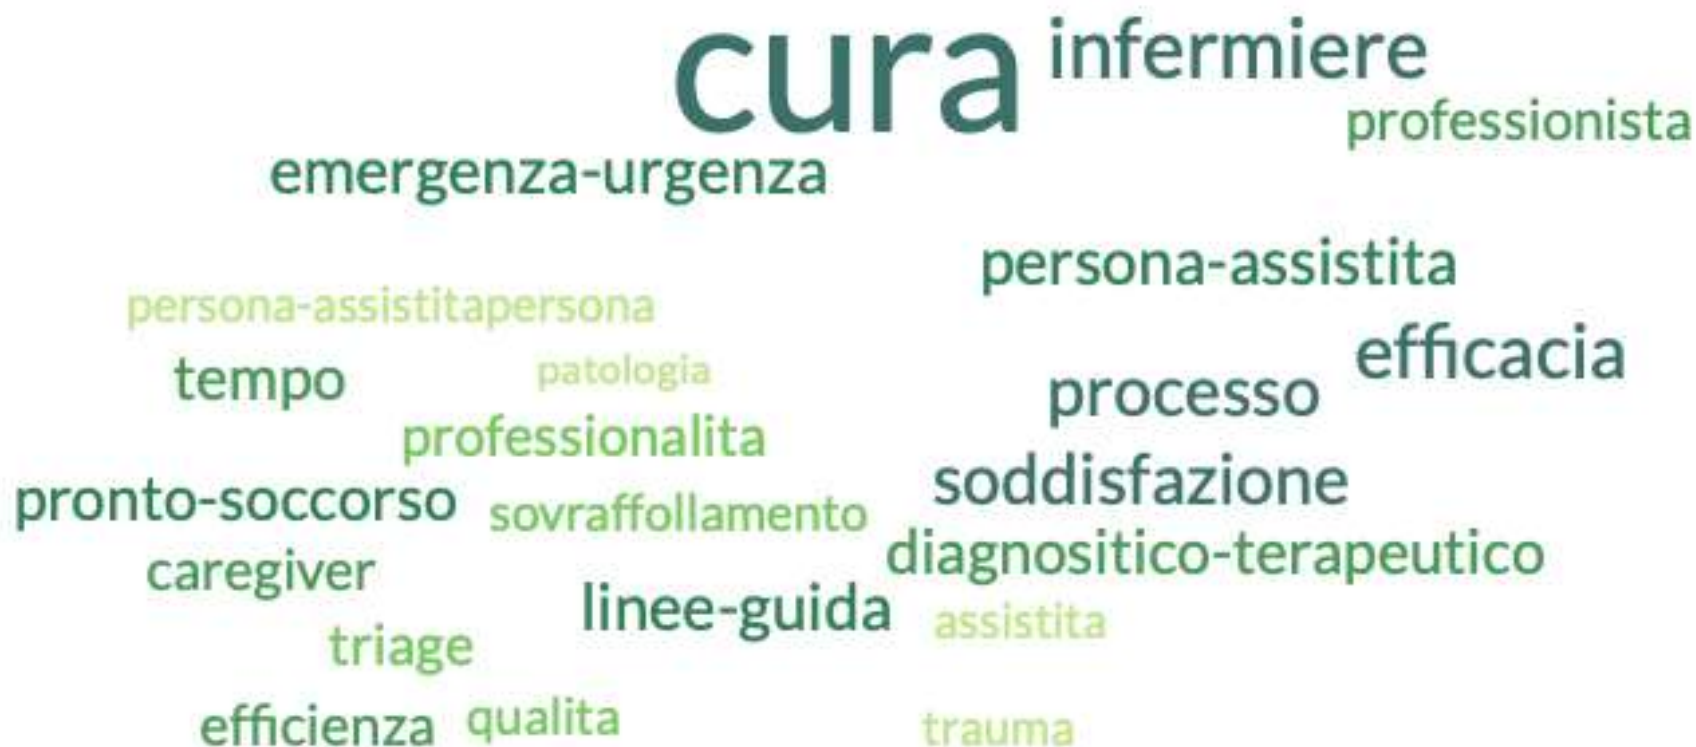 cura infermiere
professionista
emergenza-urgenza
persona-assistita
persona-assistitapersona
efficacia
tempo
patologia
processo
professionalita
soddisfazione
pronto-soccorso
sovraffollamento
diagnositico-terapeutico
caregiver
linee-guida
assistita
triage
efficienza
qualita
trauma